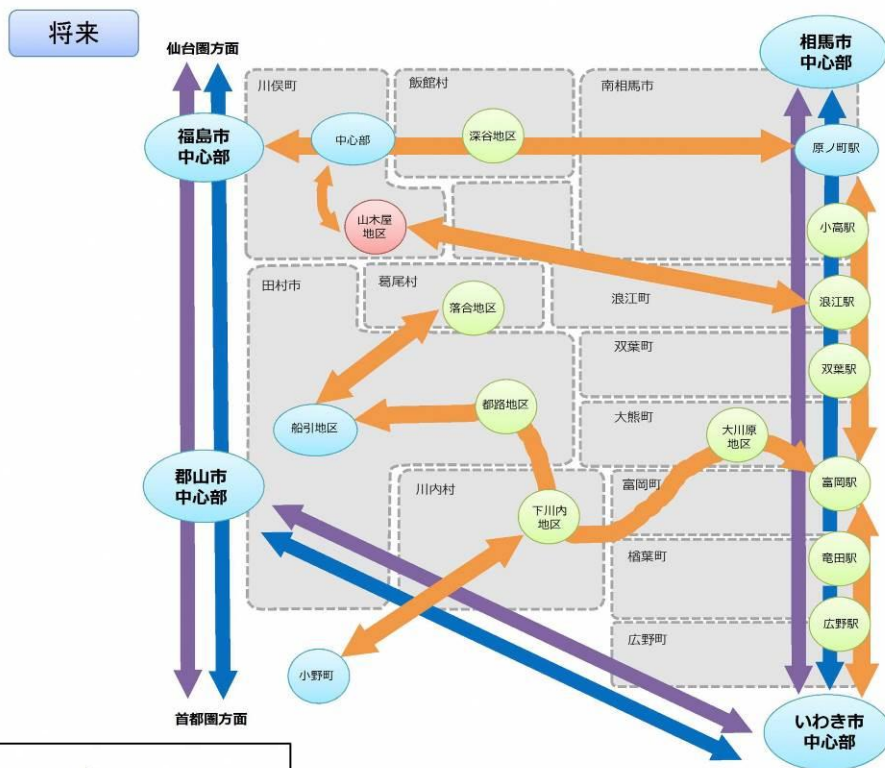 将来
仙台圏方面
相馬市
中心部
川俣町
飯館村
南相馬市
福島市
中心部
中心部
深谷地区
原ノ町駅
山木屋
地区
小高駅
田村市
葛尾村
浪江町
浪江駅
落合地区
双葉町
双葉駅
船引地区
都路地区
大熊町
大川原
地区
郡山市
中心部
川内村
富岡町
富岡駅
下川内
地区
楢葉町
竜田駅
広野町
広野駅
小野町
首都圏方面
いわき市
中心部